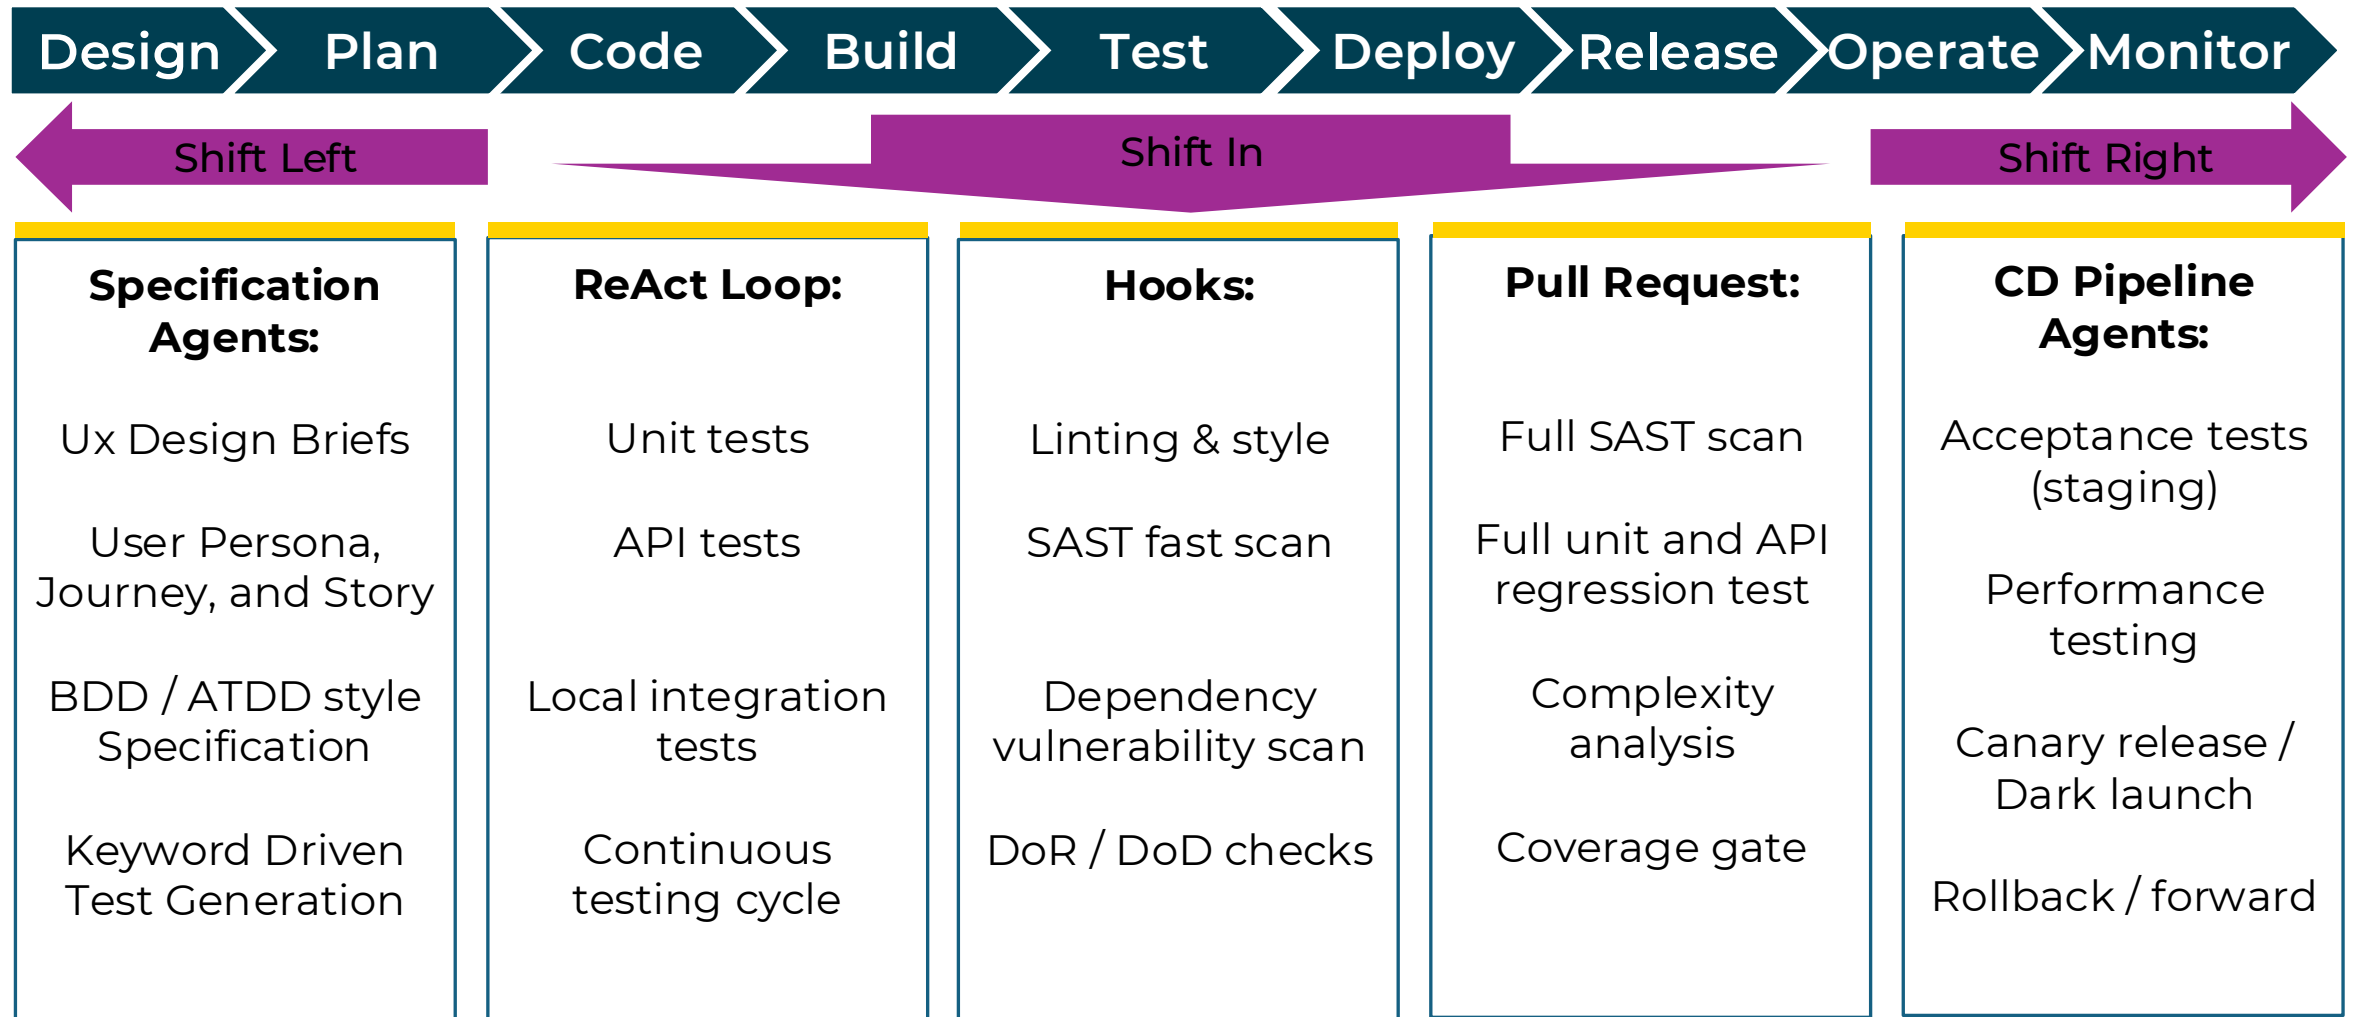 Design
Plan
Code
Build
Test
Deploy
Release
Operate
Monitor
Shift Left
Shift In
Shift Right
Specification
Agents:
Ux Design Briefs
User Persona,
Journey, and Story
BDD / ATDD style
Specification
Keyword Driven
Test Generation
ReAct Loop:
Unit tests
API tests
Local integration
tests
Continuous
testing cycle
Hooks:
Linting & style
SAST fast scan
Dependency
vulnerability scan
DoR / DoD checks
Pull Request:
Full SAST scan
Full unit and API
regression test
Complexity
analysis
Coverage gate
CD Pipeline
Agents:
Acceptance tests
(staging)
Performance
testing
Canary release /
Dark launch
Rollback / forward